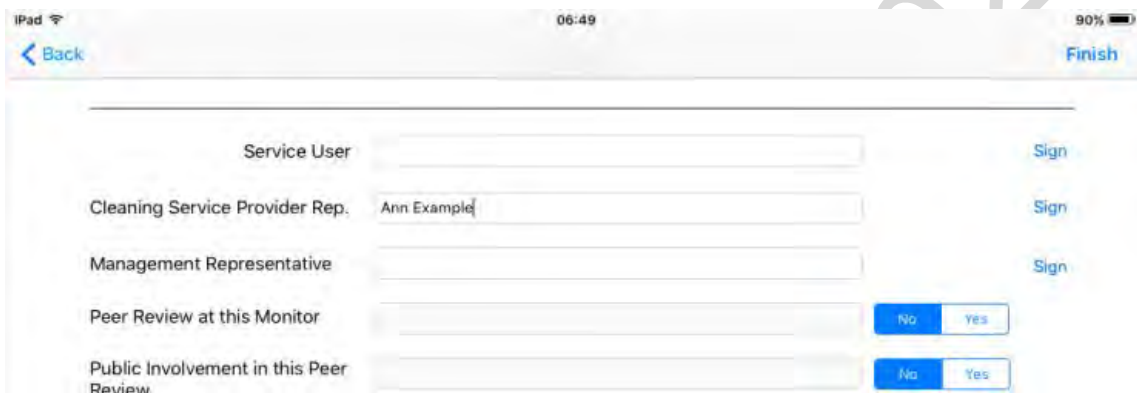 iPad 06:49 90%
Back Finish
Service User Sign
Cleaning Service Provider Rep. Ann Example Sign
Management Representative Sign
Peer Review at this Monitor No Yes
Public Involvement in this Peer
Review No Yes